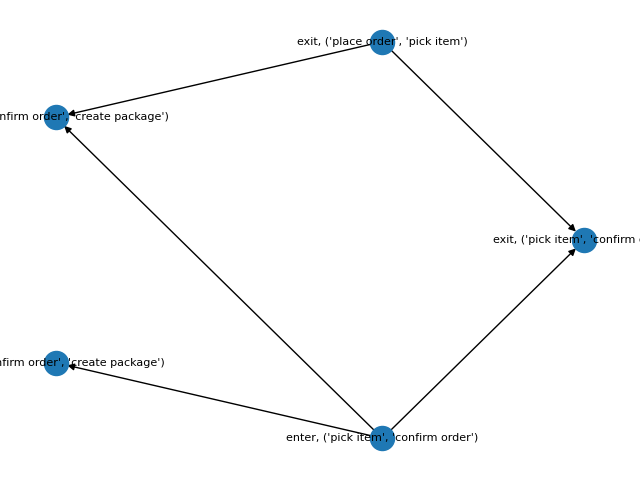 exit, ('place order', 'pick item')
nfirm order', 'create package')
exit, ('pick item', 'confirm
nfirm order', 'create package')
enter, ('pick item', 'confirm order')